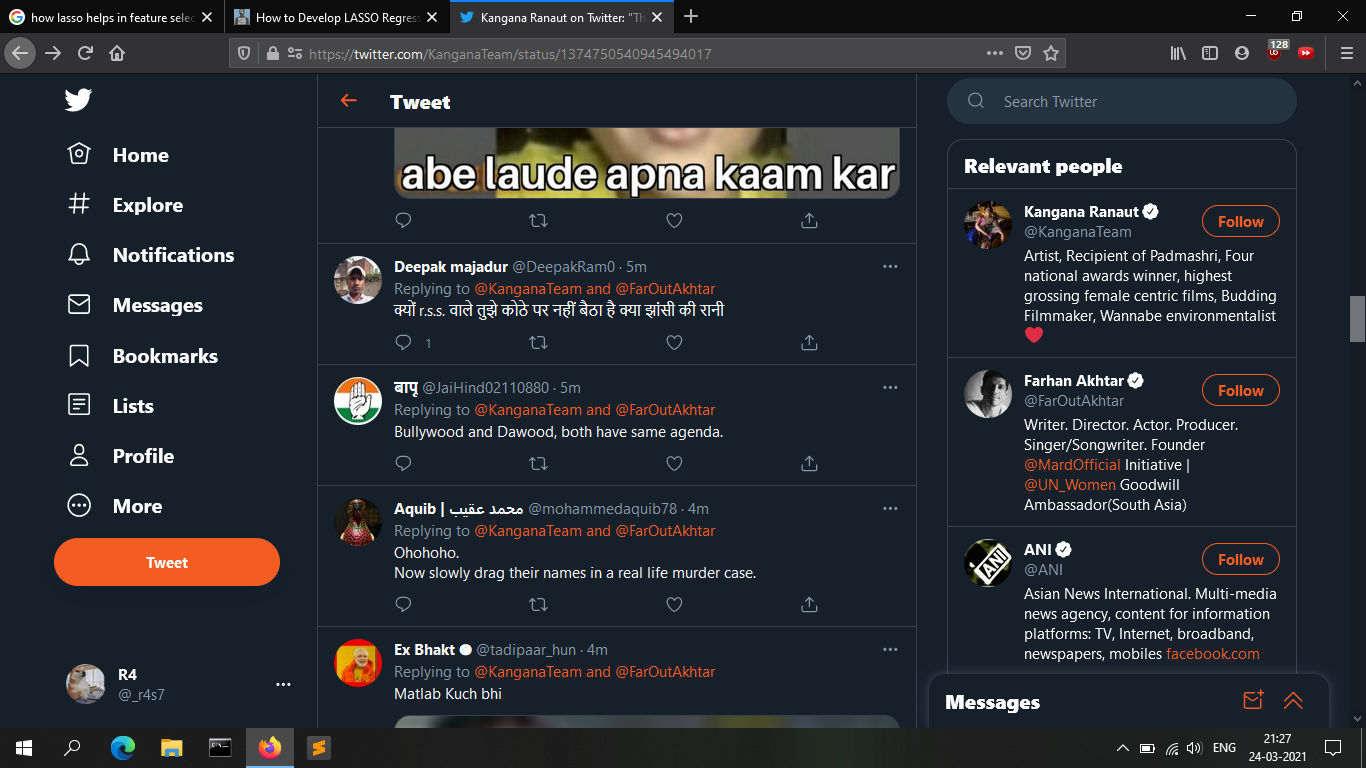 how lasso helps in feature selec
How to Develop LASSO Regress
Kangana Ranaut on Twitter: "Th
https://twitter.com/KanganaTeam/status/1374750540945494017
128
Home
Explore
Notifications
Messages
Bookmarks
Lists
Profile
More
Tweet
R4
@_r4s7
Tweet
abe laude apna kaam kar
Deepak majadur @DeepakRam0 · 5m
Replying to @KanganaTeam and @FarOutAkhtar
क्यों r.s.s. वाले तुझे कोठे पर नहीं बैठा है क्या झांसी की रानी
1
बापू @JaiHind02110880 · 5m
Replying to @KanganaTeam and @FarOutAkhtar
Bullywood and Dawood, both have same agenda.
Aquib | محمد عقیب @mohammedaquib78 · 4m
Replying to @KanganaTeam and @FarOutAkhtar
Ohohoho.
Now slowly drag their names in a real life murder case.
Ex Bhakt @tadipaar_hun · 4m
Replying to @KanganaTeam and @FarOutAkhtar
Matlab Kuch bhi
Search Twitter
Relevant people
Kangana Ranaut
Follow
@KanganaTeam
Artist, Recipient of Padmashri, Four
national awards winner, highest
grossing female centric films, Budding
Filmmaker, Wannabe environmentalist
Farhan Akhtar
Follow
@FarOutAkhtar
Writer. Director. Actor. Producer.
Singer/Songwriter. Founder
@MardOfficial Initiative |
@UN_Women Goodwill
Ambassador(South Asia)
ANI
ANI
Follow
@ANI
Asian News International. Multi-media
news agency, content for information
platforms: TV, Internet, broadband,
newspapers, mobiles facebook.com
Messages
ENG
21:27
24-03-2021